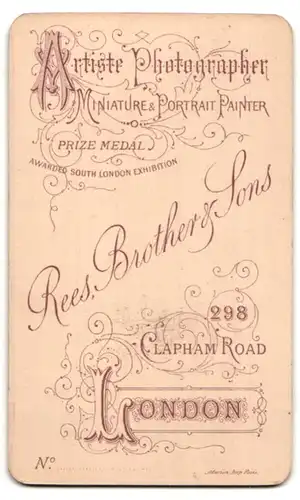 Artiste Photographer
Miniature & Portrait Painter
Prize Medal
Awarded South London Exhibition
Rees, Brother & Sons
298
Clapham Road
London
No